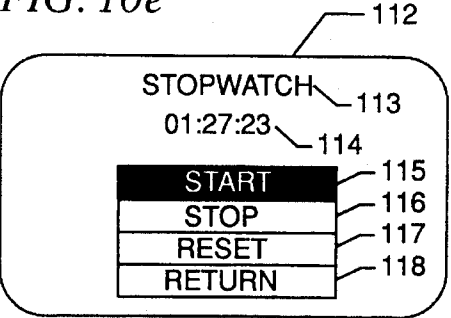 FIG. 10e
112
STOPWATCH 113
01:27:23 114
START 115
STOP 116
RESET 117
RETURN 118